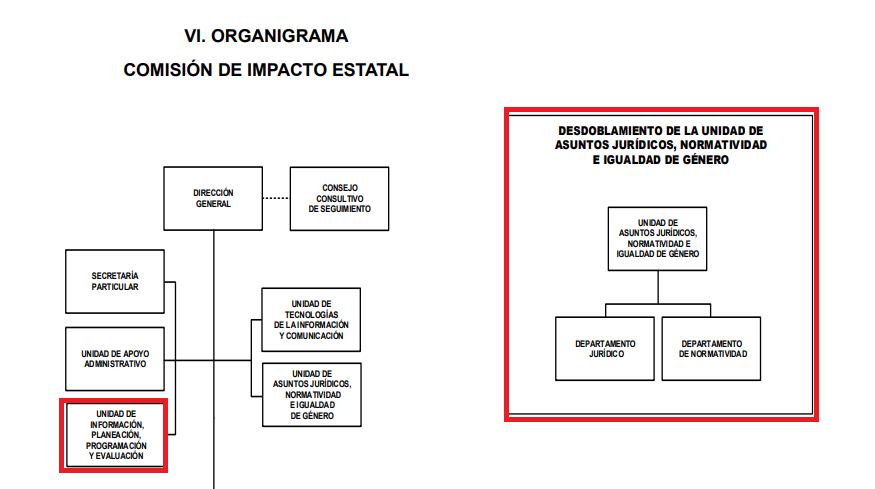 VI. ORGANIGRAMA
COMISIÓN DE IMPACTO ESTATAL
DIRECCIÓN
GENERAL
CONSEJO
CONSULTIVO
DE SEGUIMIENTO
SECRETARÍA
PARTICULAR
UNIDAD DE APOYO
ADMINISTRATIVO
UNIDAD DE
INFORMACIÓN,
PLANEACIÓN,
PROGRAMACIÓN
Y EVALUACIÓN
UNIDAD DE
TECNOLOGÍAS
DE LA INFORMACIÓN
Y COMUNICACIÓN
UNIDAD DE
ASUNTOS JURÍDICOS,
NORMATIVIDAD
E IGUALDAD
DE GÉNERO
DESDOBLAMIENTO DE LA UNIDAD DE
ASUNTOS JURÍDICOS, NORMATIVIDAD
E IGUALDAD DE GÉNERO
UNIDAD DE
ASUNTOS JURÍDICOS,
NORMATIVIDAD E
IGUALDAD DE GÉNERO
DEPARTAMENTO
JURÍDICO
DEPARTAMENTO
DE NORMATIVIDAD